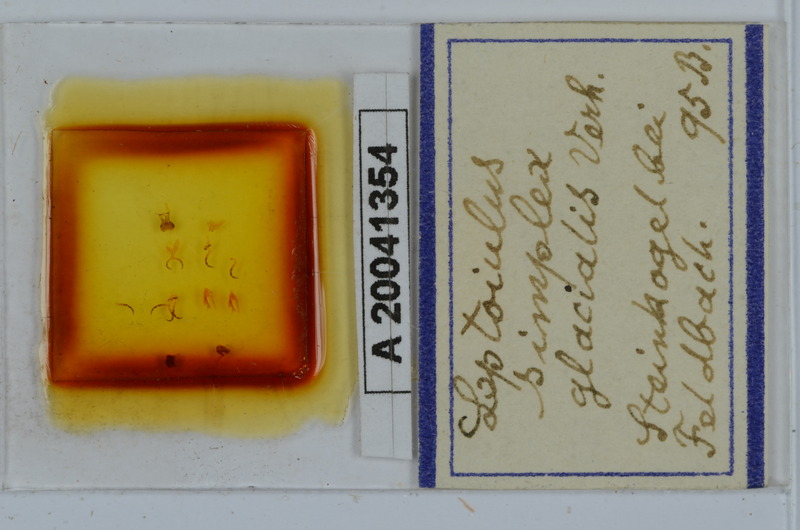 A 20041354
Leptoiulus
simplex
glacialis Verh.
Steinkogel bei
Feldbach. 95 B.